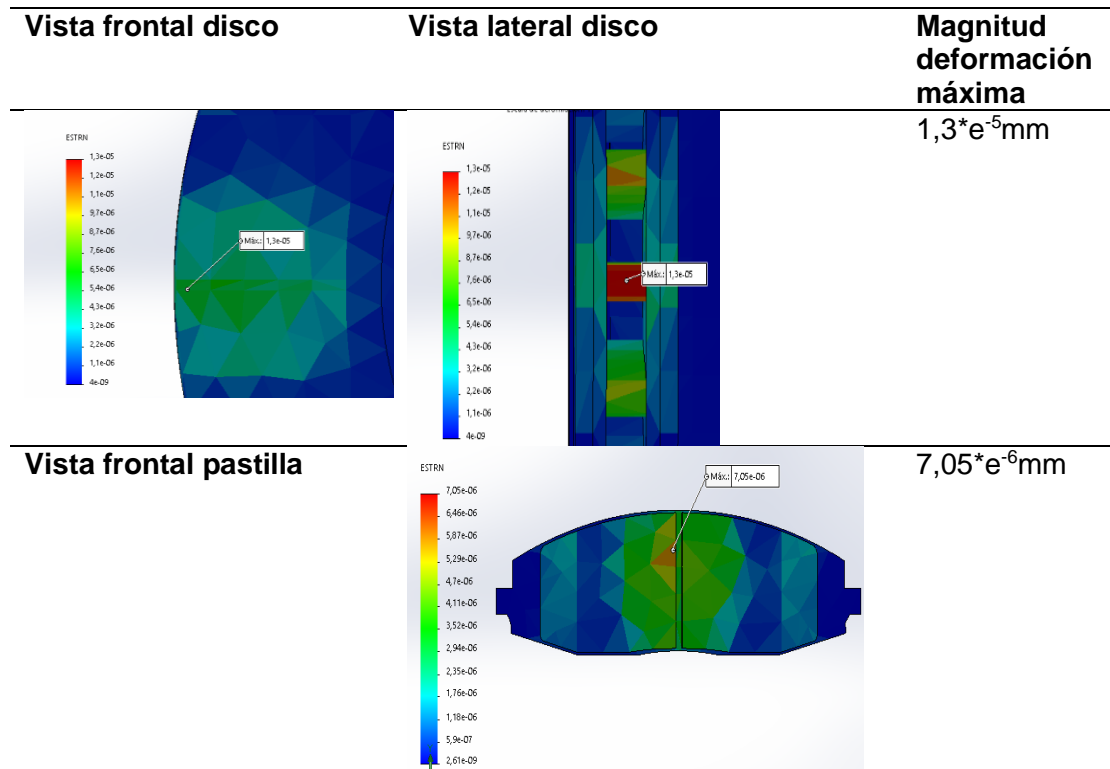 Vista frontal disco
Vista lateral disco
Magnitud
deformación
máxima
ESTRN
1,3e-05
1,2e-05
1,1e-05
9,7e-06
8,7e-06
7,6e-06
6,5e-06
5,4e-06
4,3e-06
3,2e-06
2,2e-06
1,1e-06
4e-09
Máx.: 1,3e-05
ESTRN
1,3e-05
1,2e-05
1,1e-05
9,7e-06
8,7e-06
7,6e-06
6,5e-06
5,4e-06
4,3e-06
3,2e-06
2,2e-06
1,1e-06
4e-09
Máx.: 1,3e-05
1,3*e-5mm
Vista frontal pastilla
ESTRN
7,05e-06
6,46e-06
5,87e-06
5,29e-06
4,7e-06
4,11e-06
3,52e-06
2,94e-06
2,35e-06
1,76e-06
1,18e-06
5,9e-07
2,61e-09
Máx.: 7,05e-06
7,05*e-6mm